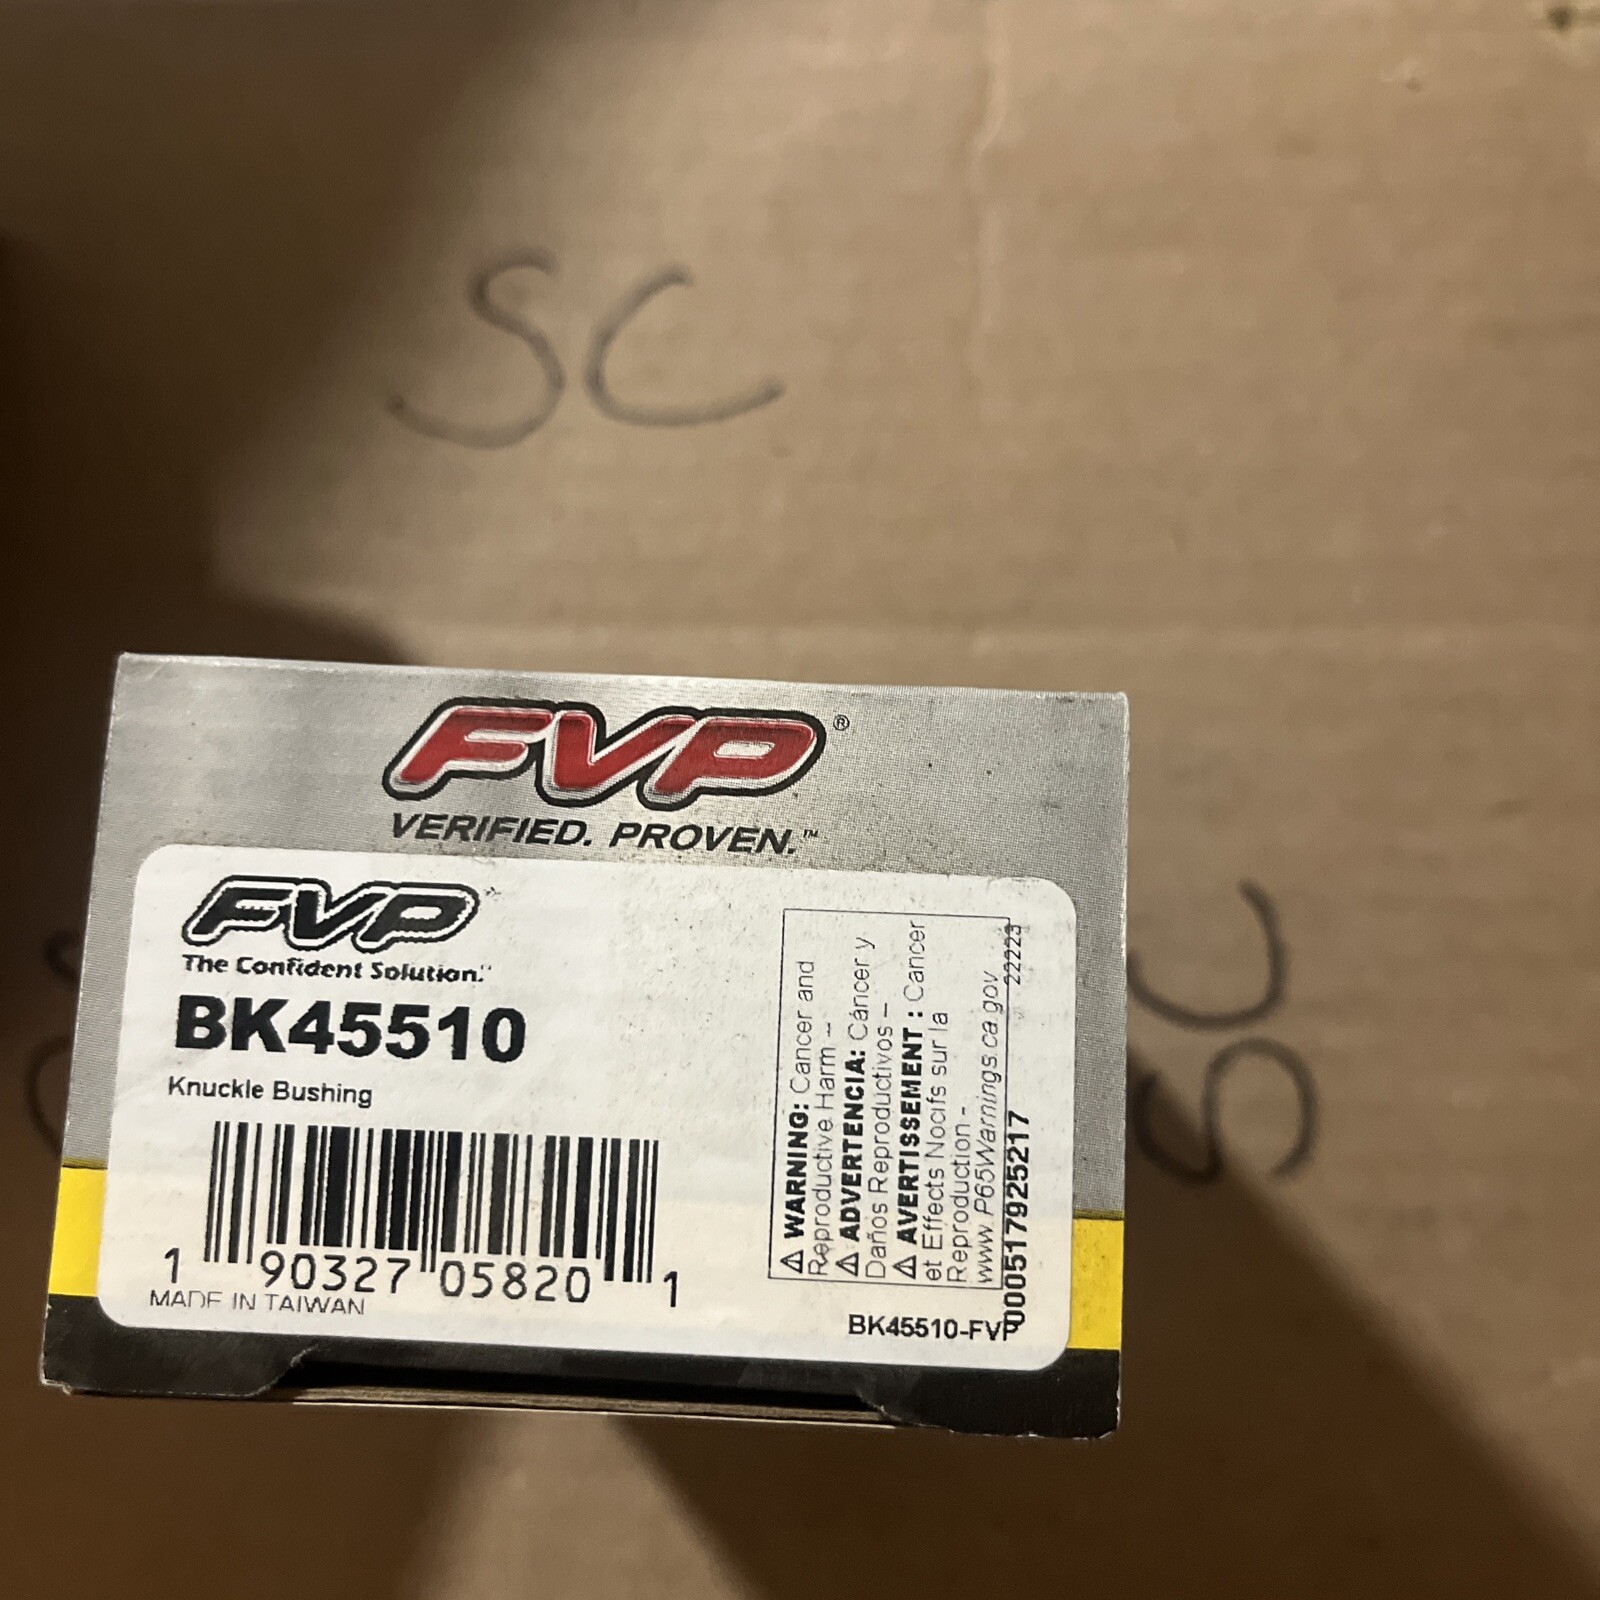 SC
FVP®
VERIFIED. PROVEN.™
FVP
The Confident Solution.
BK45510
Knuckle Bushing
1 90327 05820 1
MADE IN TAIWAN
⚠ WARNING: Cancer and
Reproductive Harm –
⚠ ADVERTENCIA: Cáncer y
Daños Reproductivos –
⚠ AVERTISSEMENT : Cancer
et Effects Nocifs sur la
Reproduction -
www.P65Warnings.ca.gov
22223
000517925217
BK45510-FVP
SC